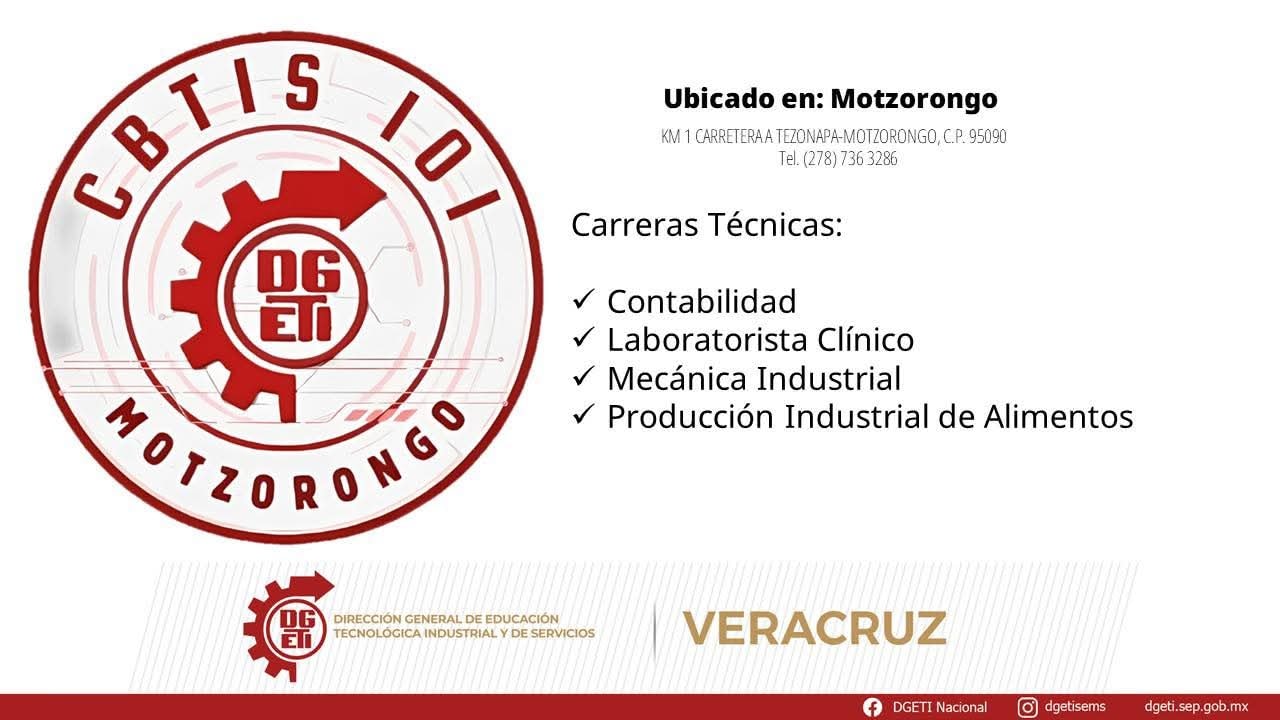 CBTIS 101
DG
ETI
MOTZORONGO
Ubicado en: Motzorongo
KM 1 CARRETERA A TEZONAPA-MOTZORONGO, C.P. 95090
Tel. (278) 736 3286
Carreras Técnicas:
✓ Contabilidad
✓ Laboratorista Clínico
✓ Mecánica Industrial
✓ Producción Industrial de Alimentos
DG
ETI
DIRECCIÓN GENERAL DE EDUCACIÓN
TECNOLÓGICA INDUSTRIAL Y DE SERVICIOS
VERACRUZ
DGETI Nacional
dgetisems
dgeti.sep.gob.mx